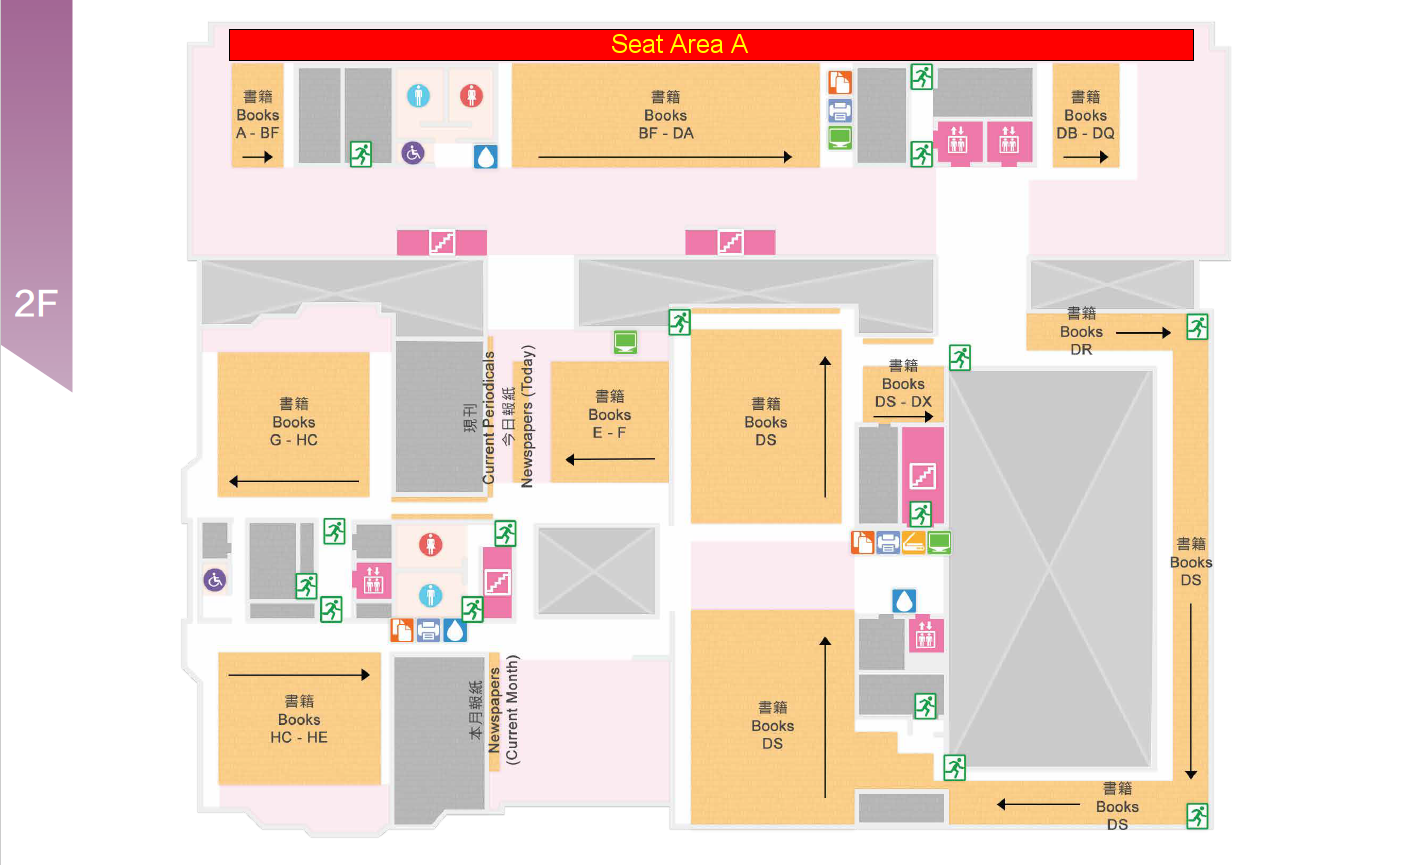 Seat Area A
書籍
Books
A - BF
書籍
Books
BF - DA
書籍
Books
DB - DQ
2F
書籍
Books
DR
書籍
Books
G - HC
現刊
Current Periodicals
今日報紙
Newspapers (Today)
書籍
Books
E - F
書籍
Books
DS
書籍
Books
DS - DX
書籍
Books
DS
書籍
Books
HC - HE
本月報紙
Newspapers
(Current Month)
書籍
Books
DS
書籍
Books
DS